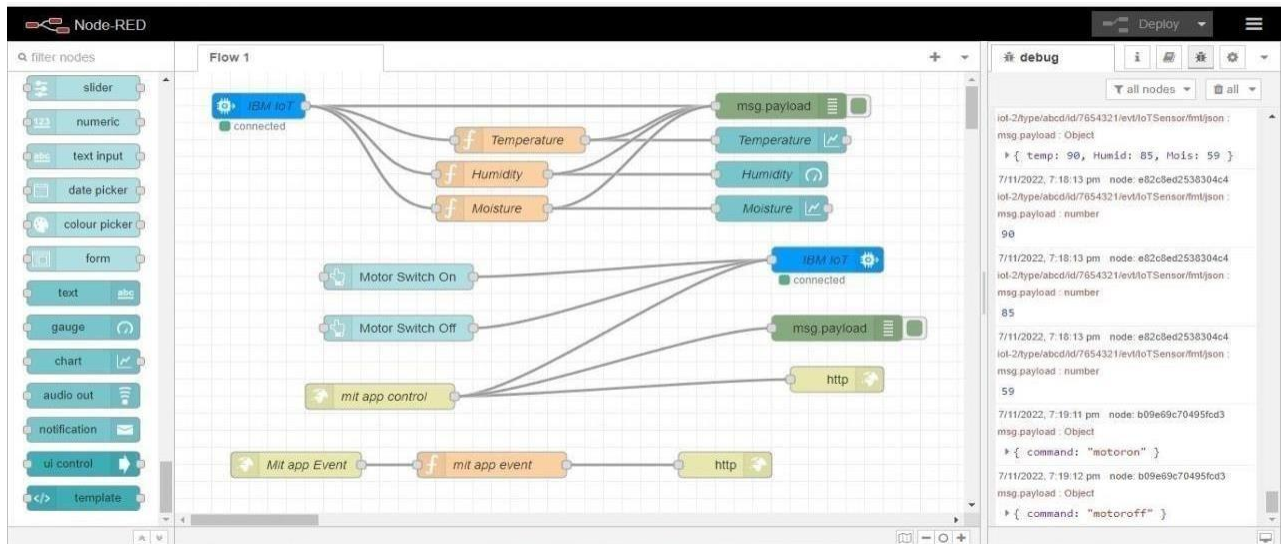 Node-RED
Deploy
filter nodes
slider
numeric
123
text input
abc
date picker
colour picker
form
text
abc
gauge
chart
audio out
notification
ui control
template
</>
Flow 1
IBM IoT
connected
f
Temperature
f
Humidity
f
Moisture
msg.payload
Temperature
Humidity
Moisture
Motor Switch On
Motor Switch Off
mit app control
IBM IoT
connected
msg.payload
http
Mit app Event
f
mit app event
http
debug
i
all nodes
all
iot-2/type/abcd/id/7654321/evt/IoTSensor/fmt/json :
msg.payload : Object
{ temp: 90, Humid: 85, Mois: 59 }
7/11/2022, 7:18:13 pm node: e82c8ed2538304c4
iot-2/type/abcd/id/7654321/evt/IoTSensor/fmt/json :
msg.payload : number
90
7/11/2022, 7:18:13 pm node: e82c8ed2538304c4
iot-2/type/abcd/id/7654321/evt/IoTSensor/fmt/json :
msg.payload : number
85
7/11/2022, 7:18:13 pm node: e82c8ed2538304c4
iot-2/type/abcd/id/7654321/evt/IoTSensor/fmt/json :
msg.payload : number
59
7/11/2022, 7:19:11 pm node: b09e69c70495fcd3
msg.payload : Object
{ command: "motoron" }
7/11/2022, 7:19:12 pm node: b09e69c70495fcd3
msg.payload : Object
{ command: "motoroff" }